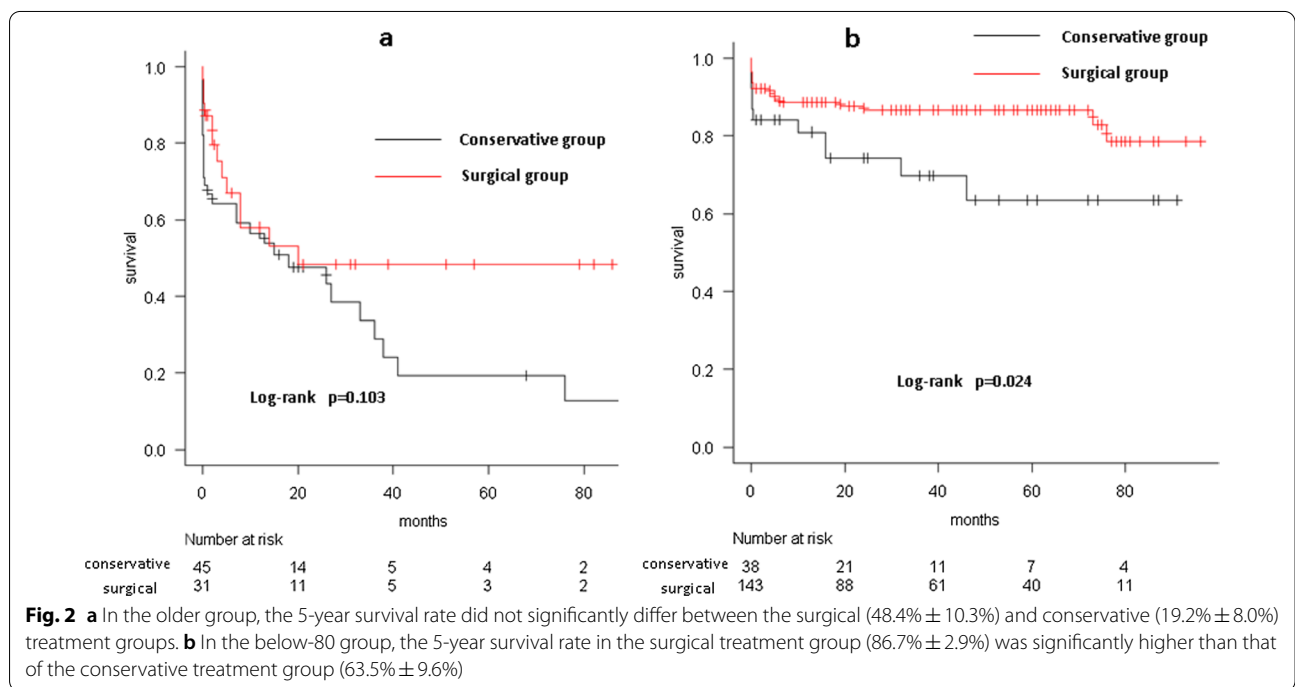 a
1.0
0.8
0.6
0.4
0.2
0.0
survival
Conservative group
Surgical group
Log-rank p=0.103
0 20 40 60 80
months
Number at risk
conservative 45 14 5 4 2
surgical 31 11 5 3 2
b
1.0
0.8
0.6
0.4
0.2
0.0
survival
Conservative group
Surgical group
Log-rank p=0.024
0 20 40 60 80
months
Number at risk
conservative 38 21 11 7 4
surgical 143 88 61 40 11
Fig. 2 a In the older group, the 5-year survival rate did not significantly differ between the surgical (48.4% ± 10.3%) and conservative (19.2% ± 8.0%)
treatment groups. b In the below-80 group, the 5-year survival rate in the surgical treatment group (86.7% ± 2.9%) was significantly higher than that
of the conservative treatment group (63.5% ± 9.6%)